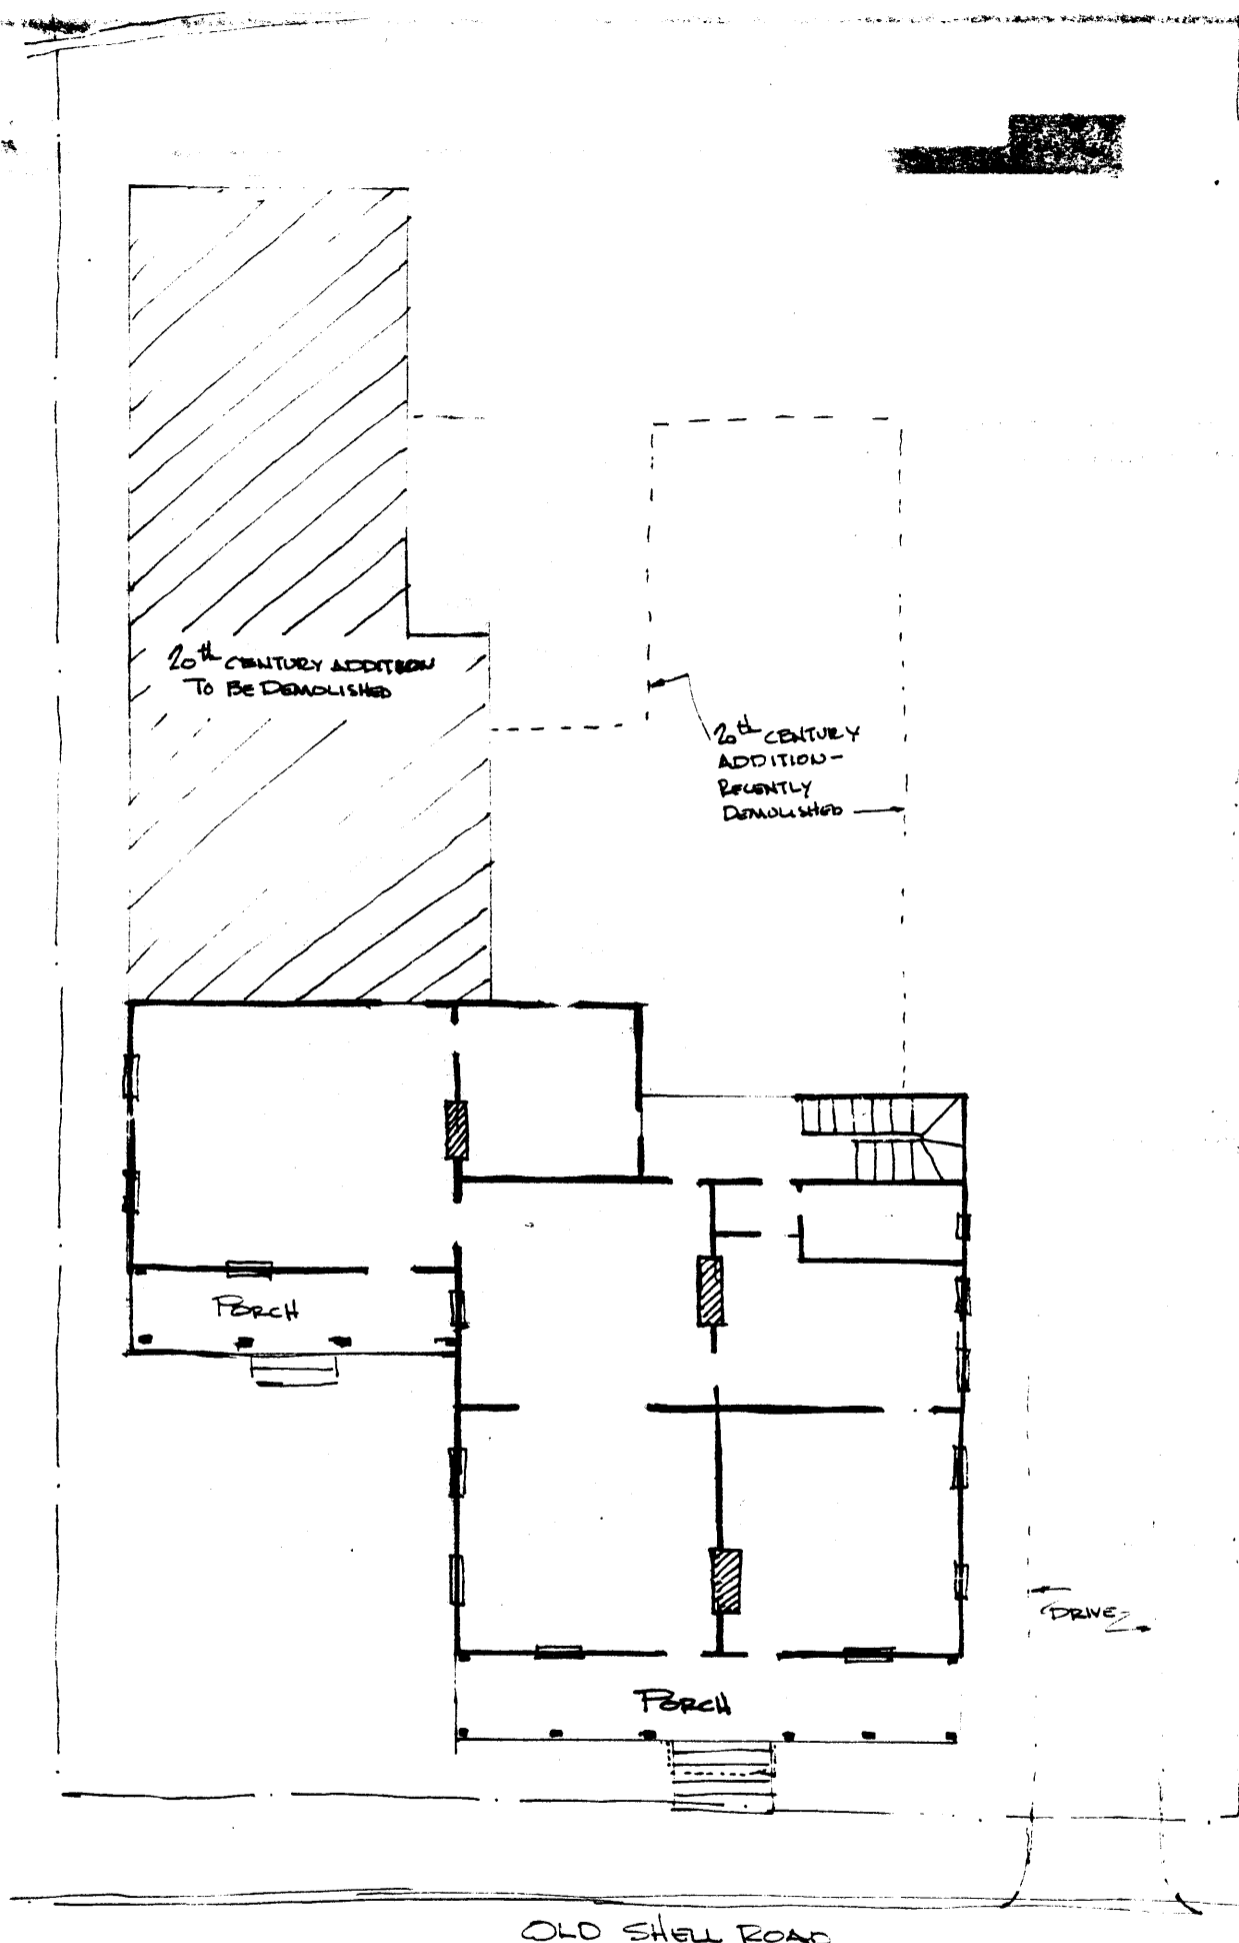 20th CENTURY ADDITION
TO BE DEMOLISHED
20th CENTURY
ADDITION-
RECENTLY
DEMOLISHED
PORCH
DRIVE
PORCH
OLD SHELL ROAD